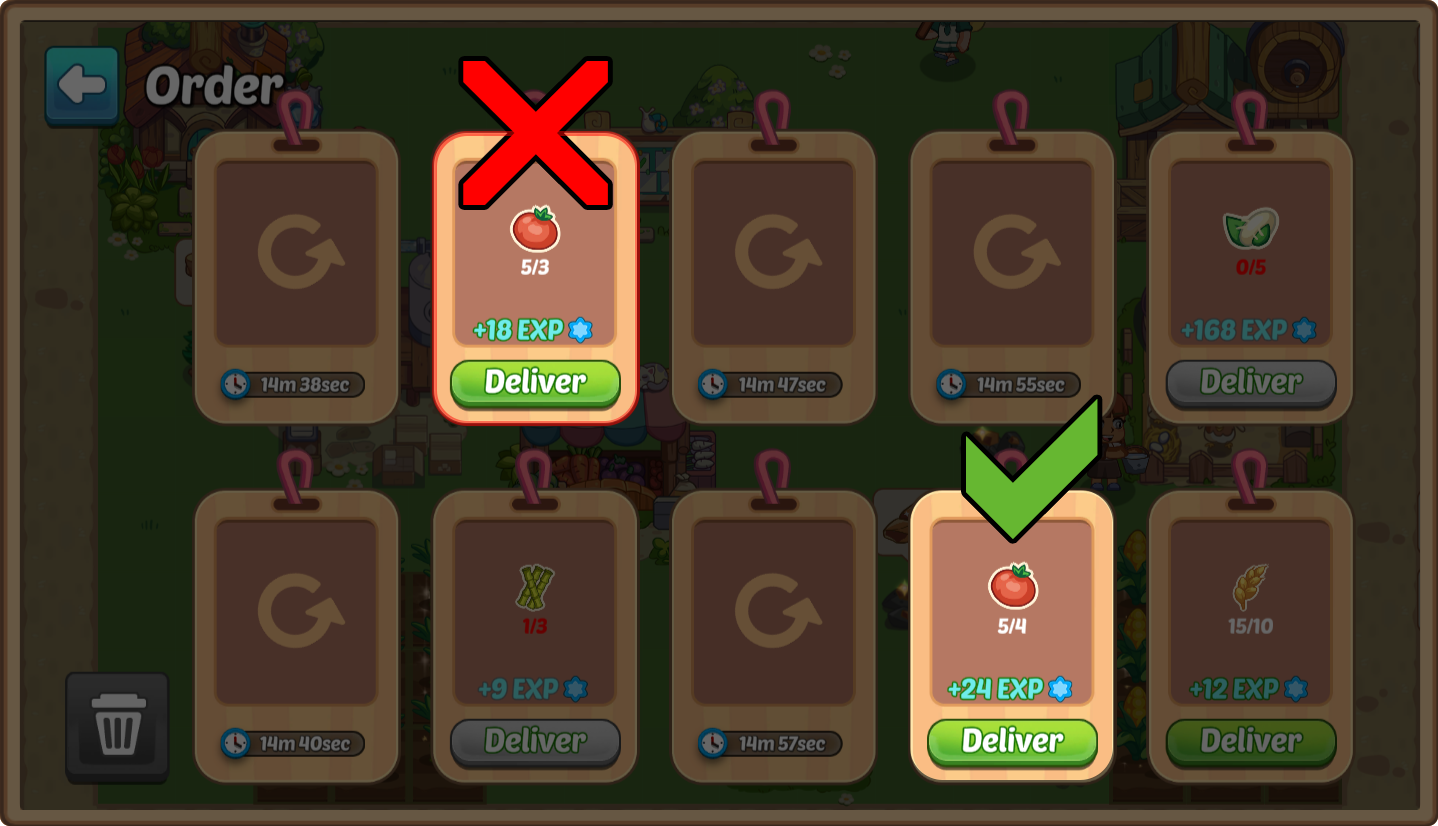 Order
5/3
0/5
+18 EXP
+168 EXP
14m 38sec
Deliver
14m 47sec
14m 55sec
Deliver
1/3
5/4
15/10
+9 EXP
+24 EXP
+12 EXP
14m 40sec
Deliver
14m 57sec
Deliver
Deliver